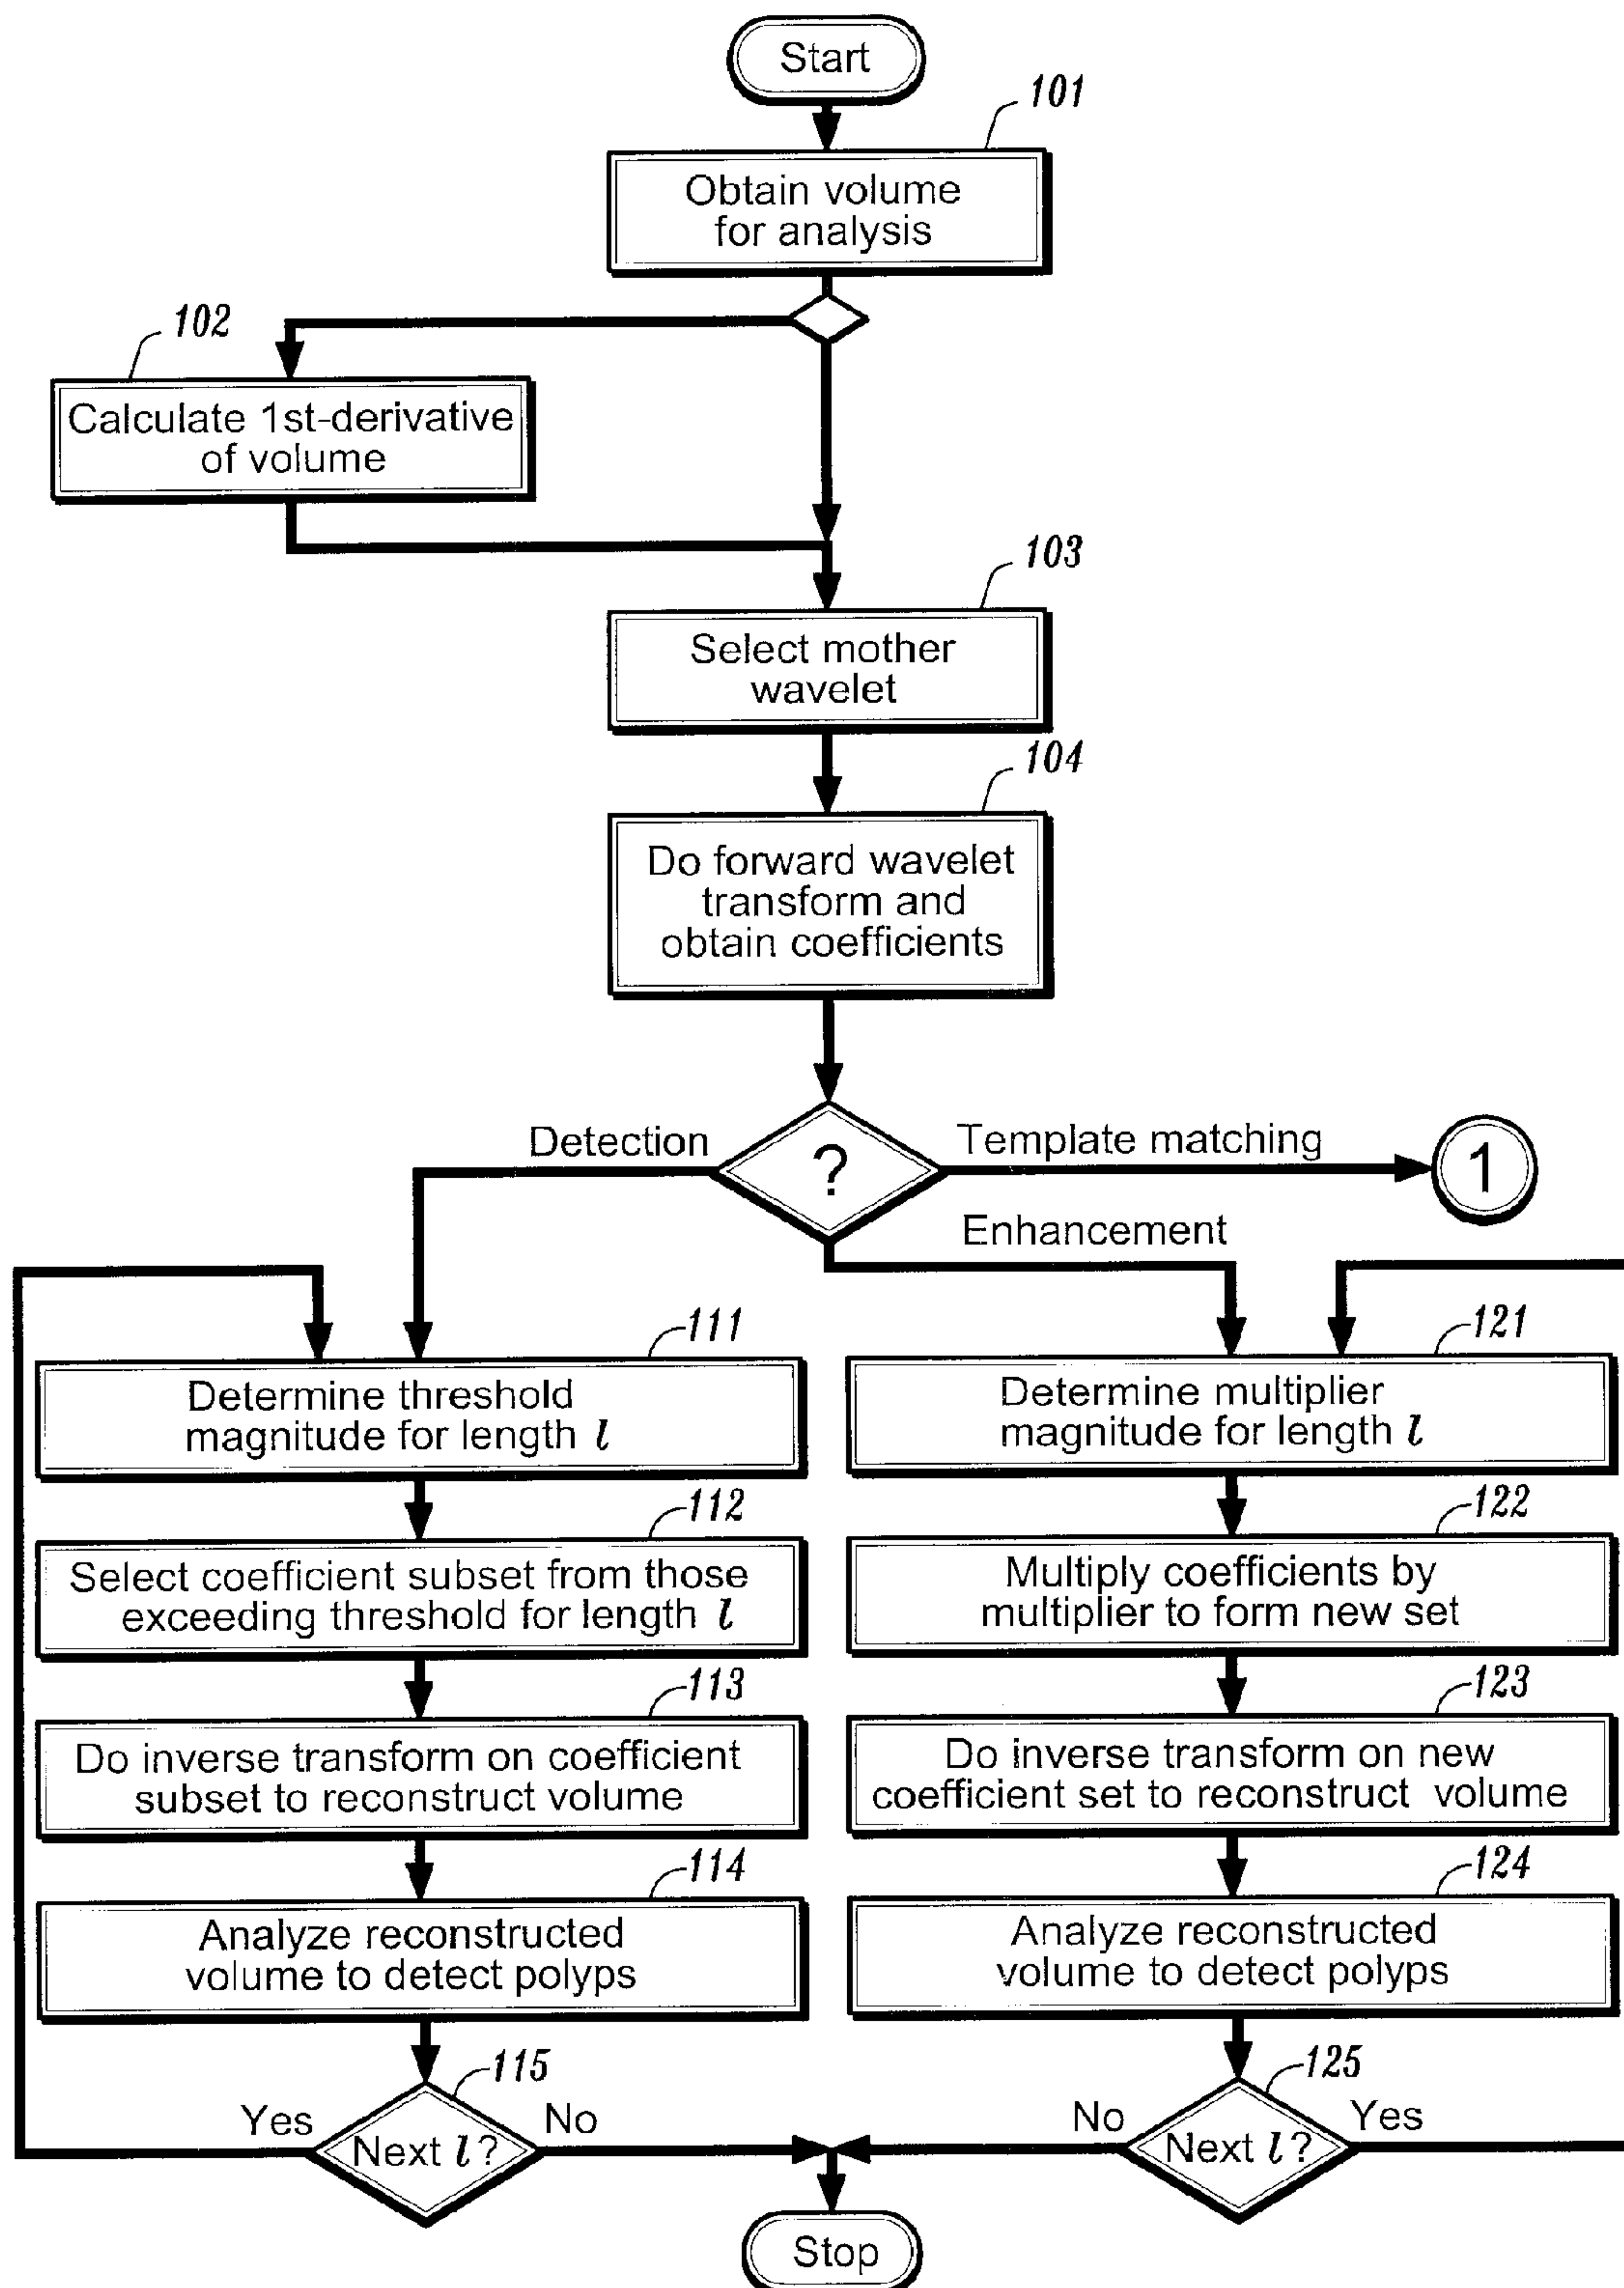 Start
101
Obtain volume
for analysis
102
Calculate 1st-derivative
of volume
103
Select mother
wavelet
104
Do forward wavelet
transform and
obtain coefficients
Detection
?
Template matching
1
Enhancement
111
Determine threshold
magnitude for length l
112
Select coefficient subset from those
exceeding threshold for length l
113
Do inverse transform on coefficient
subset to reconstruct volume
114
Analyze reconstructed
volume to detect polyps
115
Yes
Next l?
No
121
Determine multiplier
magnitude for length l
122
Multiply coefficients by
multiplier to form new set
123
Do inverse transform on new
coefficient set to reconstruct volume
124
Analyze reconstructed
volume to detect polyps
125
No
Next l?
Yes
Stop